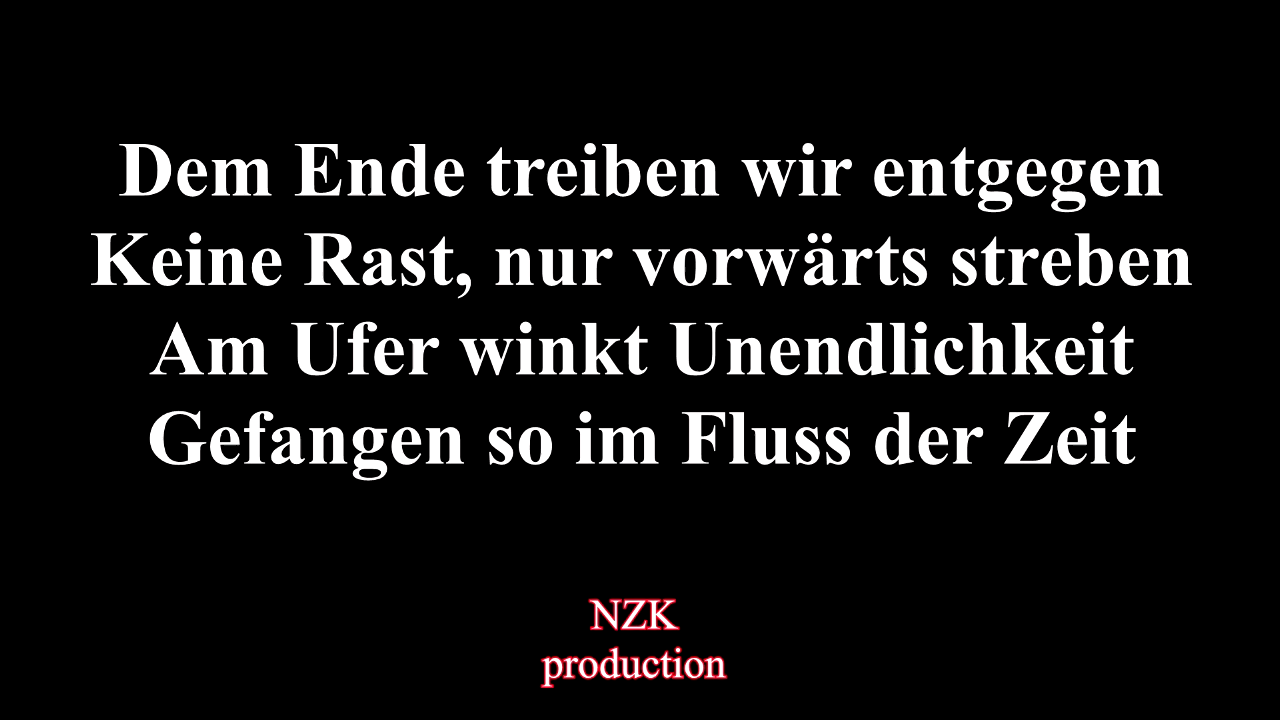 Dem Ende treiben wir entgegen
Keine Rast, nur vorwärts streben
Am Ufer winkt Unendlichkeit
Gefangen so im Fluss der Zeit
NZK
production